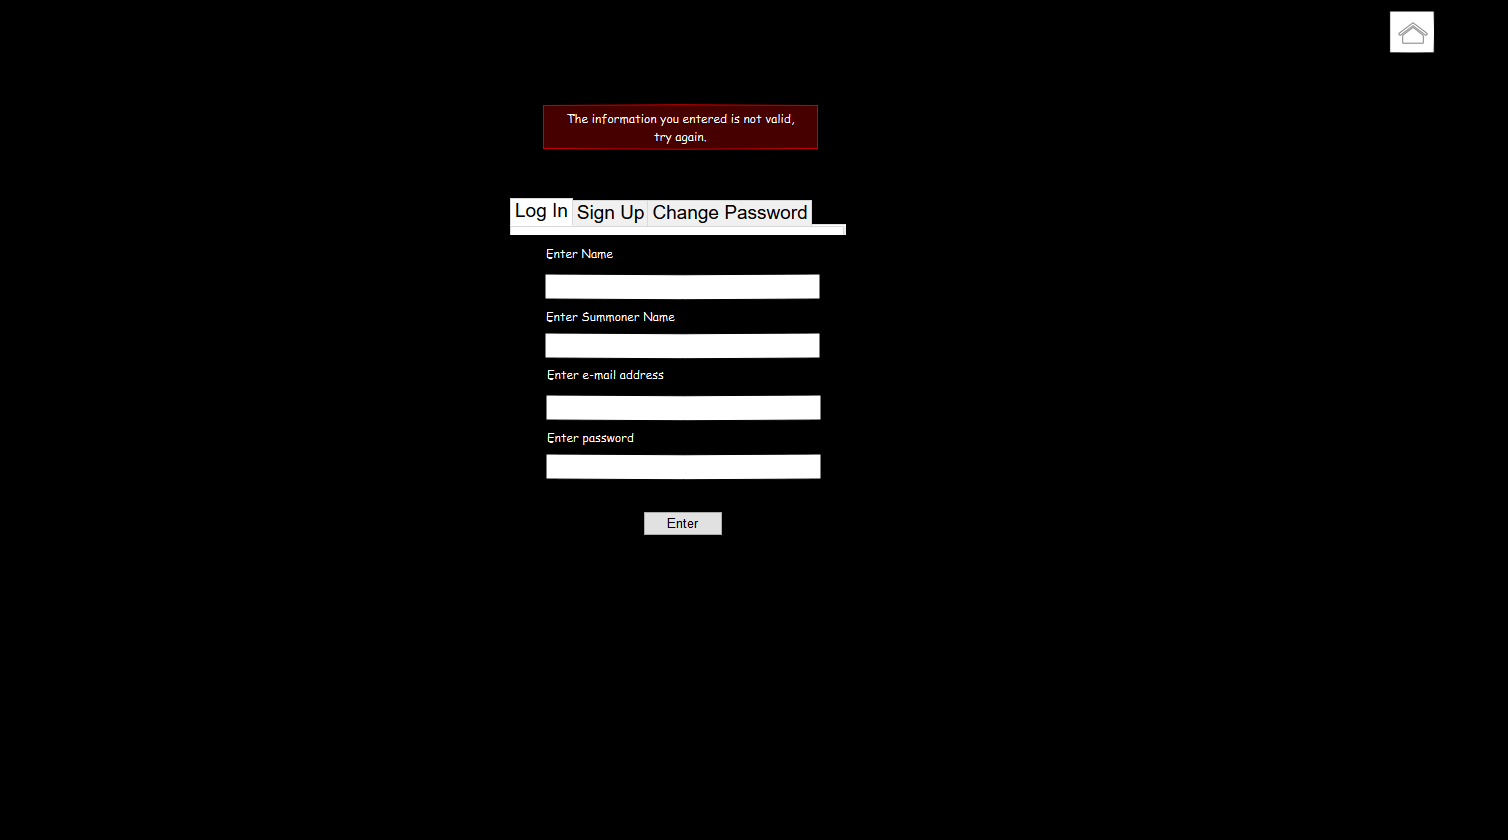 The information you entered is not valid,
try again.
Log In Sign Up Change Password
Enter Name
Enter Summoner Name
Enter e-mail address
Enter password
Enter